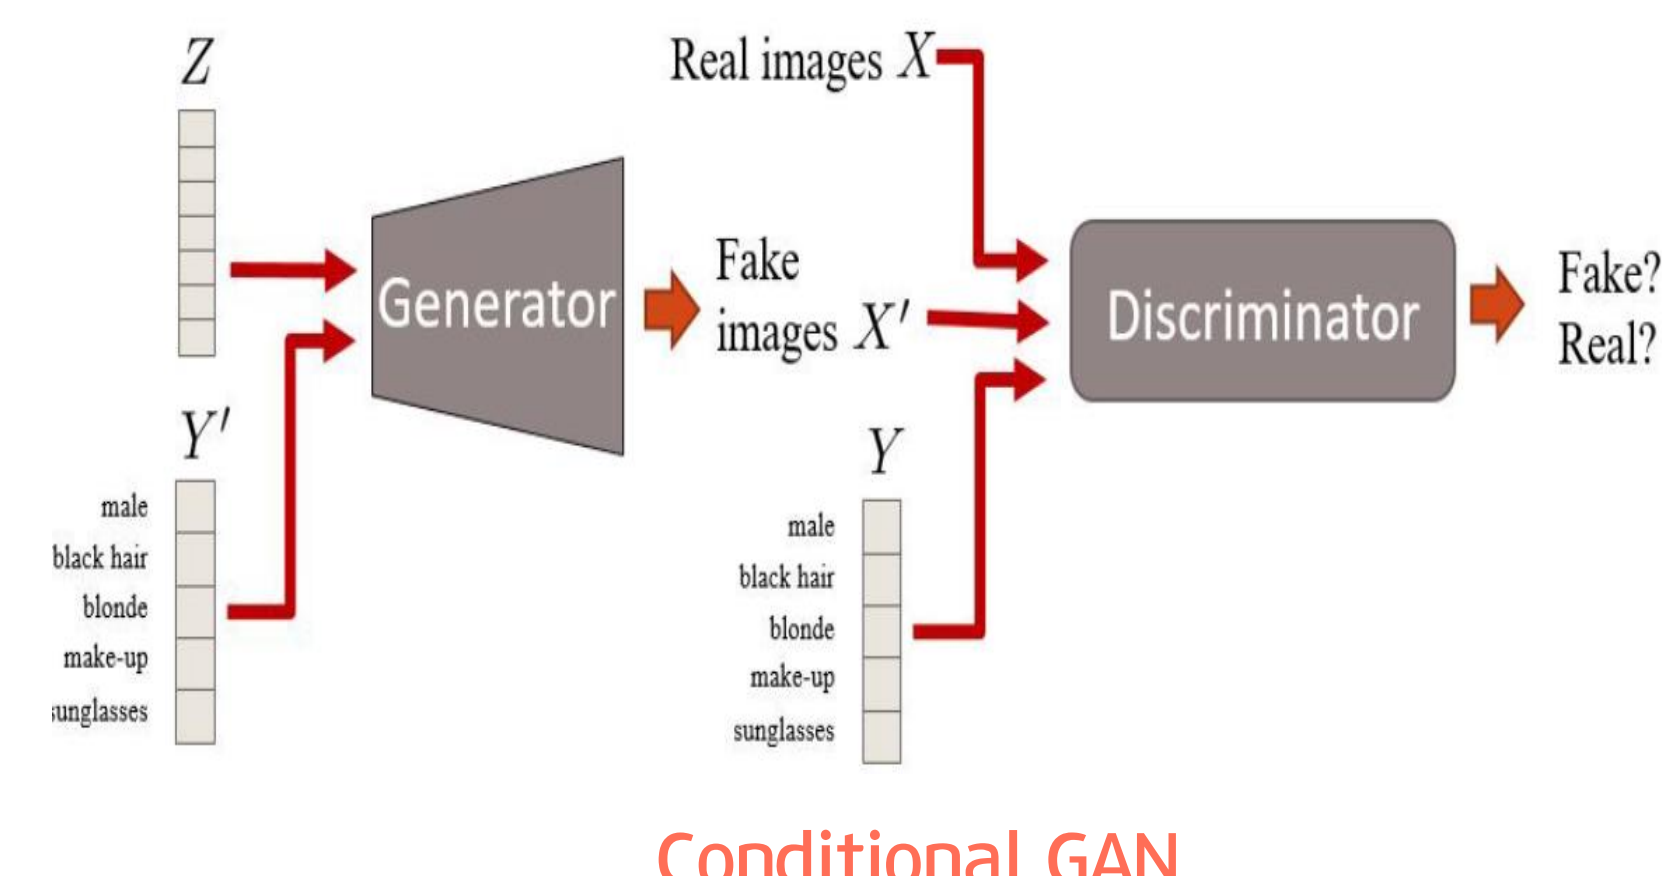 Z
Real images X
Generator
Fake
images X′
Discriminator
Fake?
Real?
Y′
male
black hair
blonde
make-up
sunglasses
Y
male
black hair
blonde
make-up
sunglasses
Conditional GAN